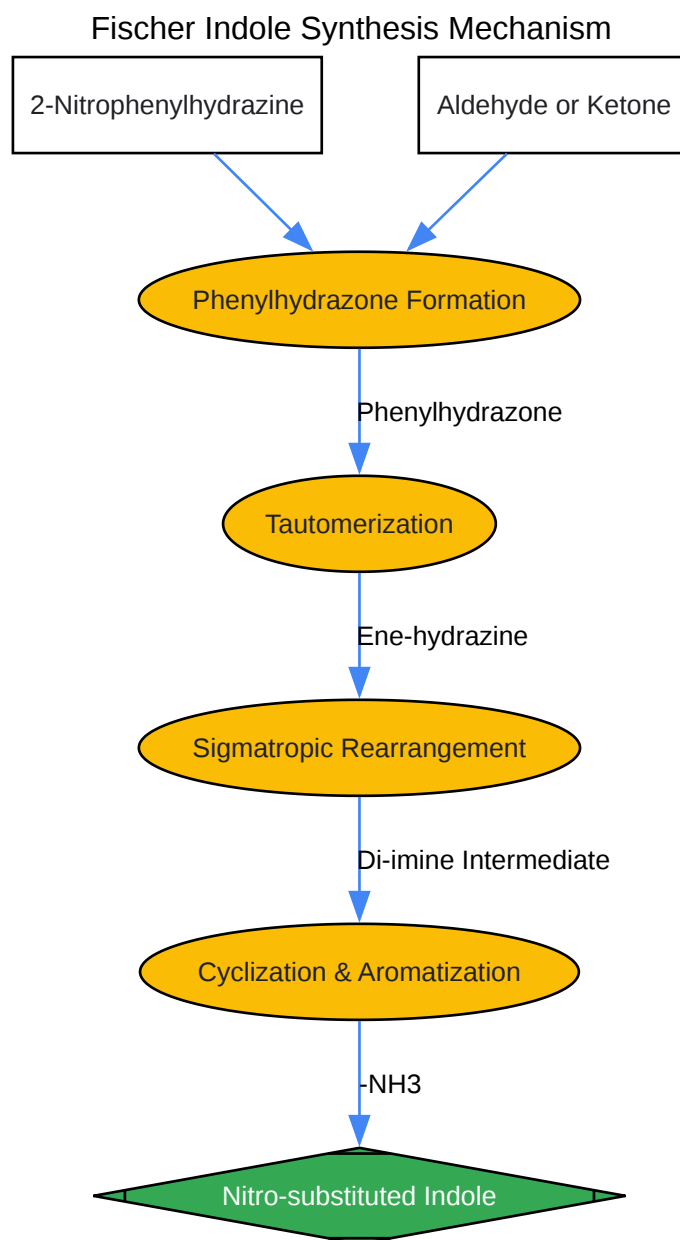 Fischer Indole Synthesis Mechanism
2-Nitrophenylhydrazine
Aldehyde or Ketone
Phenylhydrazone Formation
Phenylhydrazone
Tautomerization
Ene-hydrazine
Sigmatropic Rearrangement
Di-imine Intermediate
Cyclization & Aromatization
-NH3
Nitro-substituted Indole